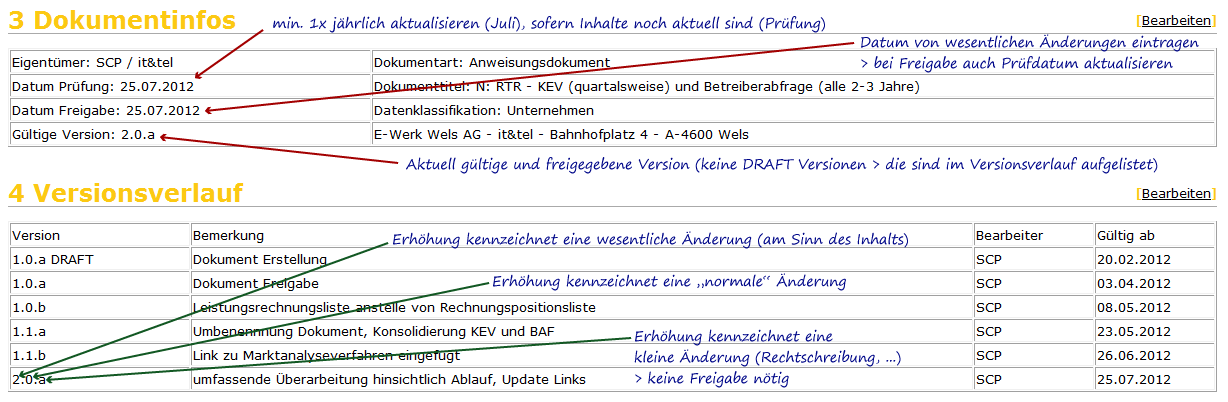 3 Dokumentinfos
min. 1x jährlich aktualisieren (Juli), sofern Inhalte noch aktuell sind (Prüfung)
[Bearbeiten]
Datum von wesentlichen Änderungen eintragen
> bei Freigabe auch Prüfdatum aktualisieren
Eigentümer: SCP / it&tel
Dokumentart: Anweisungsdokument
Datum Prüfung: 25.07.2012
Dokumenttitel: N: RTR - KEV (quartalsweise) und Betreiberabfrage (alle 2-3 Jahre)
Datum Freigabe: 25.07.2012
Datenklassifikation: Unternehmen
Gültige Version: 2.0.a
E-Werk Wels AG - it&tel - Bahnhofplatz 4 - A-4600 Wels
Aktuell gültige und freigegebene Version (keine DRAFT Versionen > die sind im Versionsverlauf aufgelistet)
4 Versionsverlauf
[Bearbeiten]
Version Bemerkung Bearbeiter Gültig ab
Erhöhung kennzeichnet eine wesentliche Änderung (am Sinn des Inhalts)
1.0.a DRAFT Dokument Erstellung SCP 20.02.2012
1.0.a Dokument Freigabe SCP 03.04.2012
Erhöhung kennzeichnet eine „normale“ Änderung
1.0.b Leistungsrechnungsliste anstelle von Rechnungspositionsliste SCP 08.05.2012
1.1.a Umbenennung Dokument, Konsolidierung KEV und BAF SCP 23.05.2012
Erhöhung kennzeichnet eine
kleine Änderung (Rechtschreibung, ...)
> keine Freigabe nötig
1.1.b Link zu Marktanalyseverfahren eingefügt SCP 26.06.2012
2.0.a umfassende Überarbeitung hinsichtlich Ablauf, Update Links SCP 25.07.2012